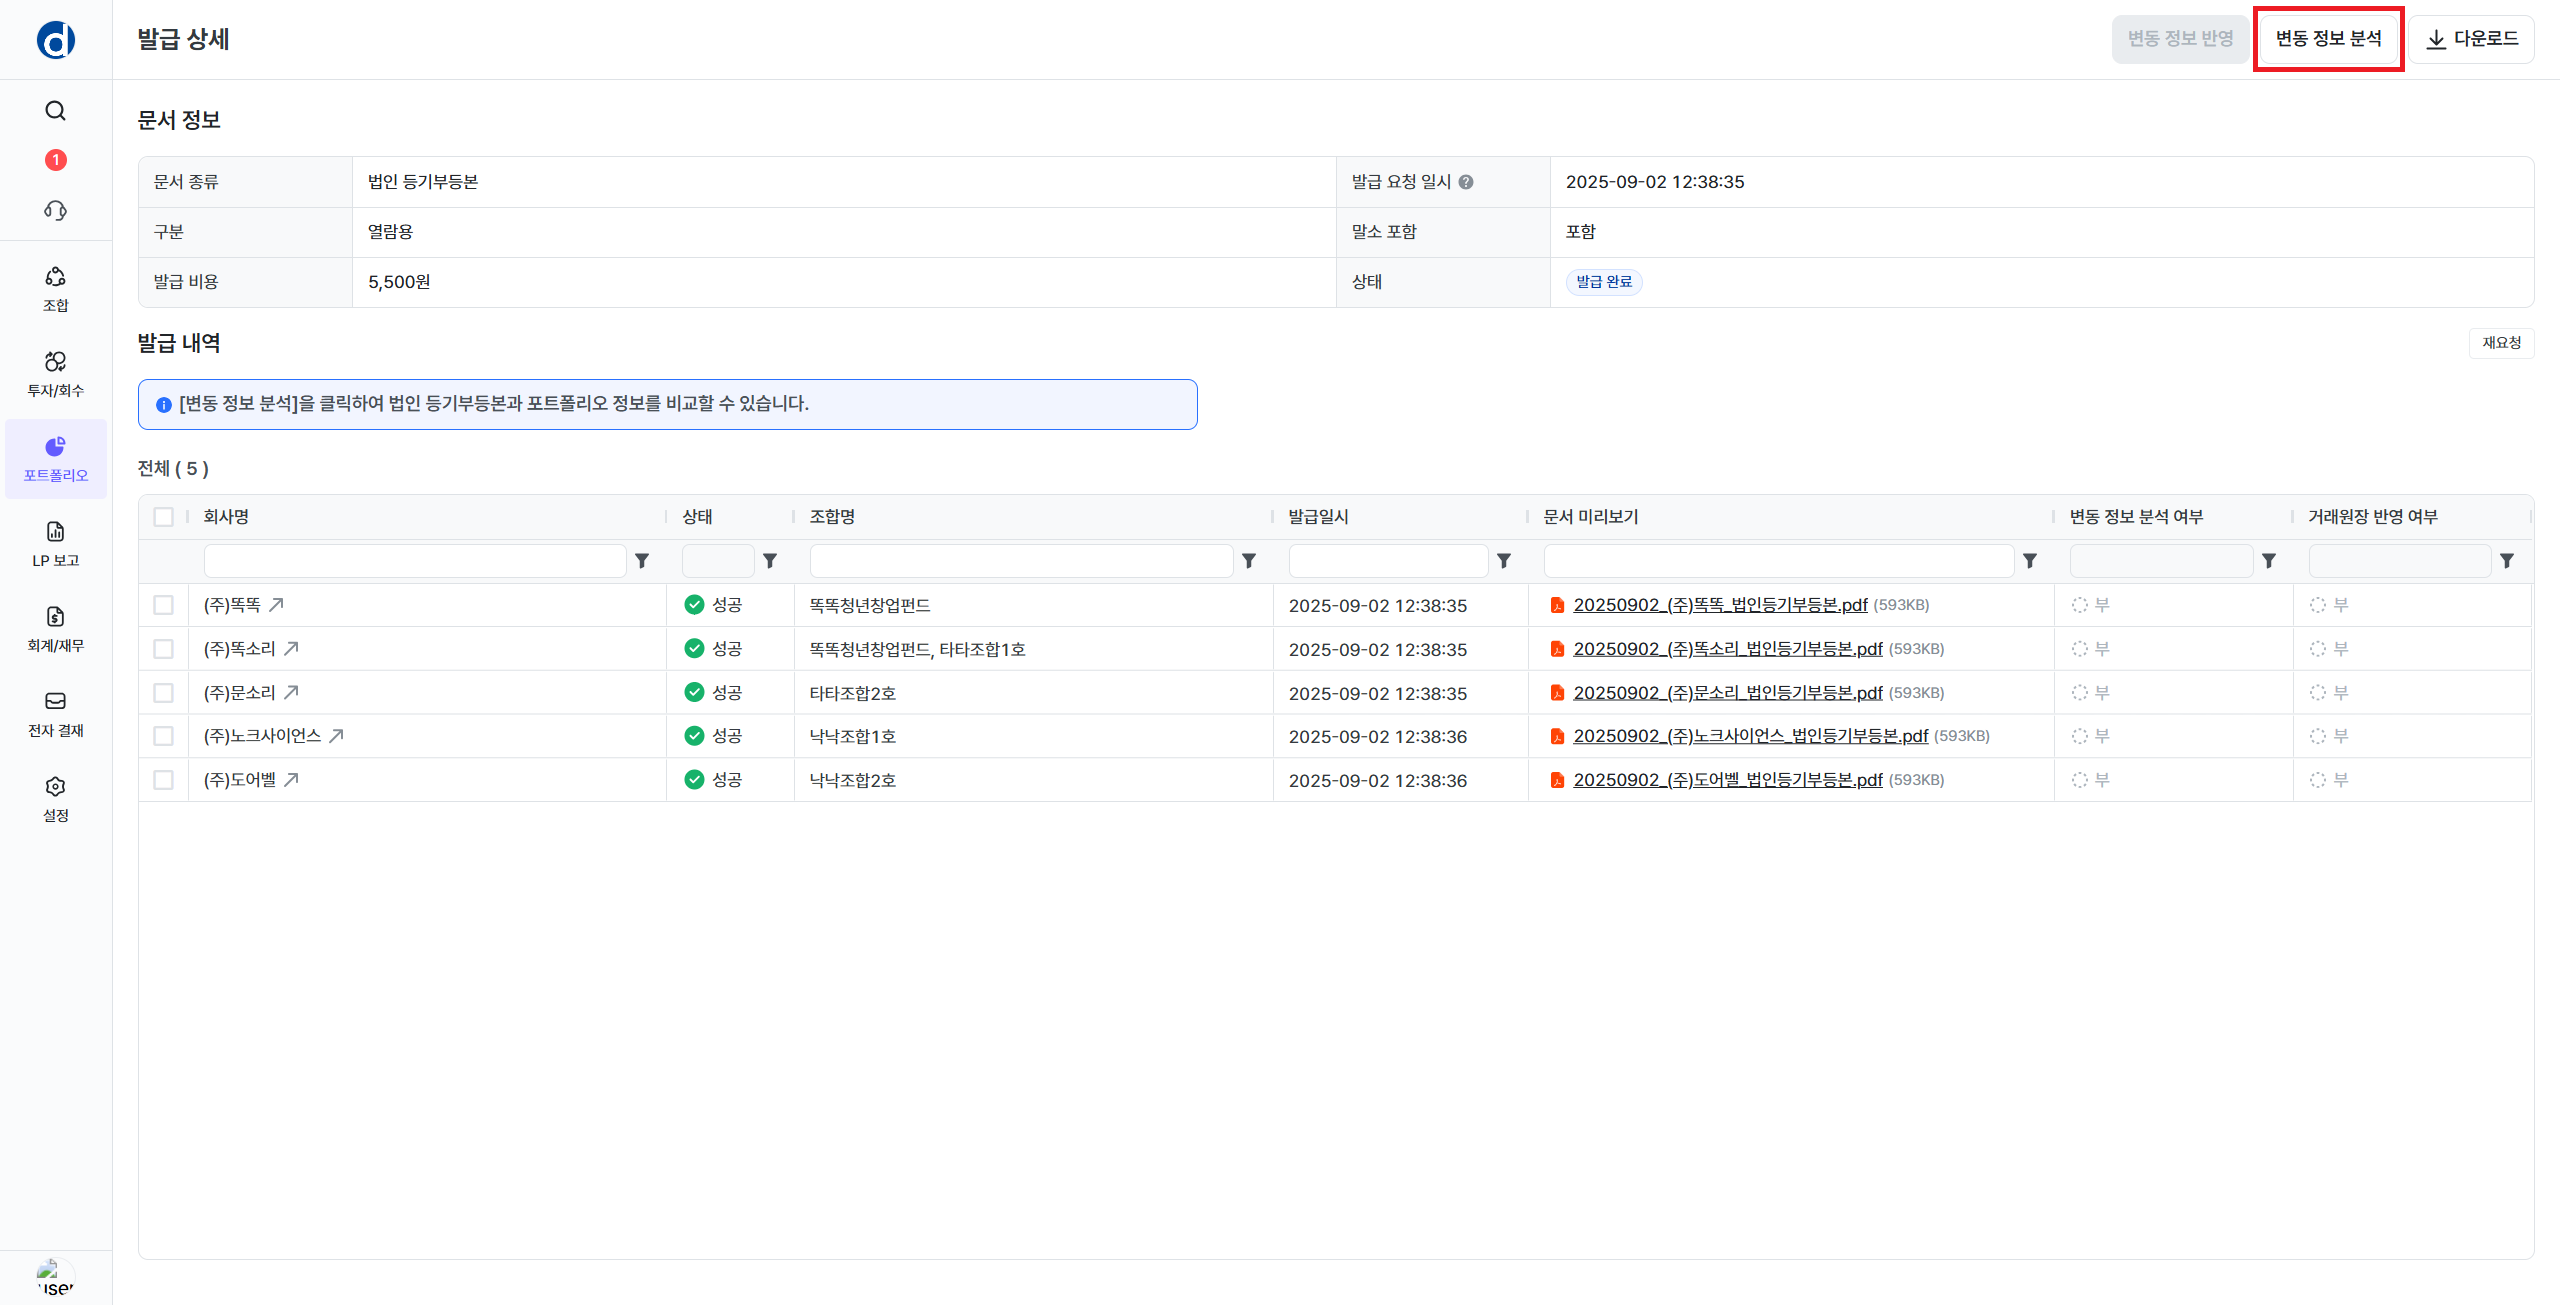 d
발급 상세
변동 정보 반영
변동 정보 분석
다운로드
1
조합
투자/회수
포트폴리오
LP 보고
회계/재무
전자 결재
설정
user
문서 정보
문서 종류 법인 등기부등본 발급 요청 일시 ? 2025-09-02 12:38:35
구분 열람용 말소 포함 포함
발급 비용 5,500원 상태 발급 완료
발급 내역
재요청
[변동 정보 분석]을 클릭하여 법인 등기부등본과 포트폴리오 정보를 비교할 수 있습니다.
전체 ( 5 )
회사명 상태 조합명 발급일시 문서 미리보기 변동 정보 분석 여부 거래원장 반영 여부
(주)똑똑 성공 똑똑청년창업펀드 2025-09-02 12:38:35 20250902_(주)똑똑_법인등기부등본.pdf (593KB) 부 부
(주)똑소리 성공 똑똑청년창업펀드, 타타조합1호 2025-09-02 12:38:35 20250902_(주)똑소리_법인등기부등본.pdf (593KB) 부 부
(주)문소리 성공 타타조합2호 2025-09-02 12:38:35 20250902_(주)문소리_법인등기부등본.pdf (593KB) 부 부
(주)노크사이언스 성공 낙낙조합1호 2025-09-02 12:38:36 20250902_(주)노크사이언스_법인등기부등본.pdf (593KB) 부 부
(주)도어벨 성공 낙낙조합2호 2025-09-02 12:38:36 20250902_(주)도어벨_법인등기부등본.pdf (593KB) 부 부